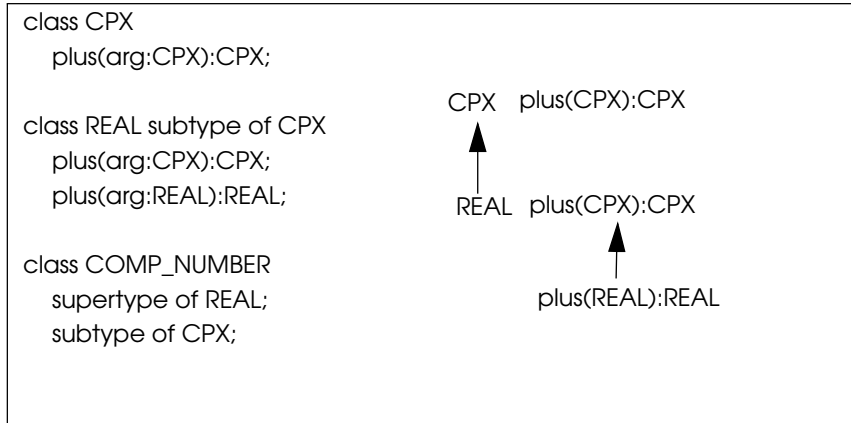 class CPX
plus(arg:CPX):CPX;
class REAL subtype of CPX
plus(arg:CPX):CPX;
plus(arg:REAL):REAL;
class COMP_NUMBER
supertype of REAL;
subtype of CPX;
CPX plus(CPX):CPX
REAL plus(CPX):CPX
plus(REAL):REAL